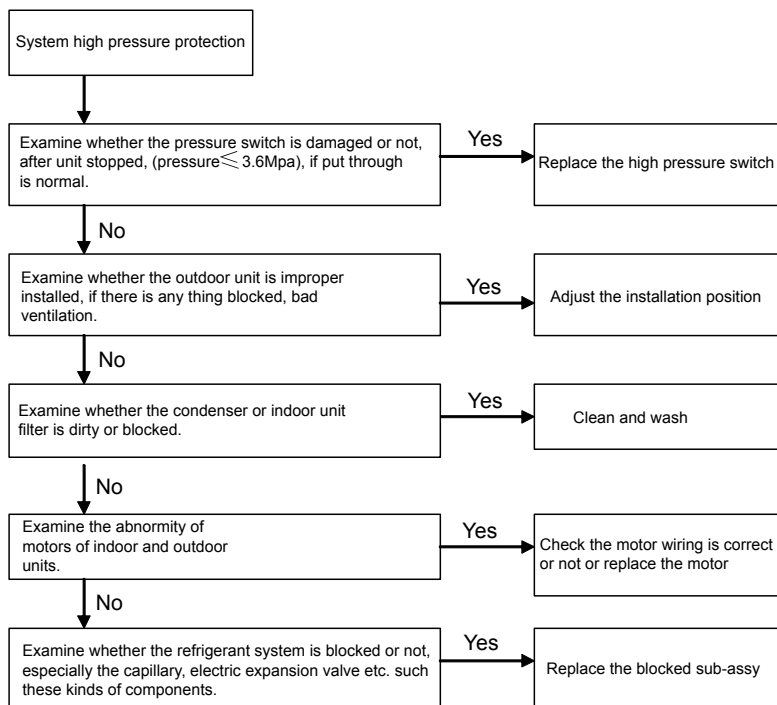 System high pressure protection
Examine whether the pressure switch is damaged or not,
after unit stopped, (pressure≤ 3.6Mpa), if put through
is normal.
Yes
Replace the high pressure switch
No
Examine whether the outdoor unit is improper
installed, if there is any thing blocked, bad
ventilation.
Yes
Adjust the installation position
No
Examine whether the condenser or indoor unit
filter is dirty or blocked.
Yes
Clean and wash
No
Examine the abnormity of
motors of indoor and outdoor
units.
Yes
Check the motor wiring is correct
or not or replace the motor
No
Examine whether the refrigerant system is blocked or not,
especially the capillary, electric expansion valve etc. such
these kinds of components.
Yes
Replace the blocked sub-assy